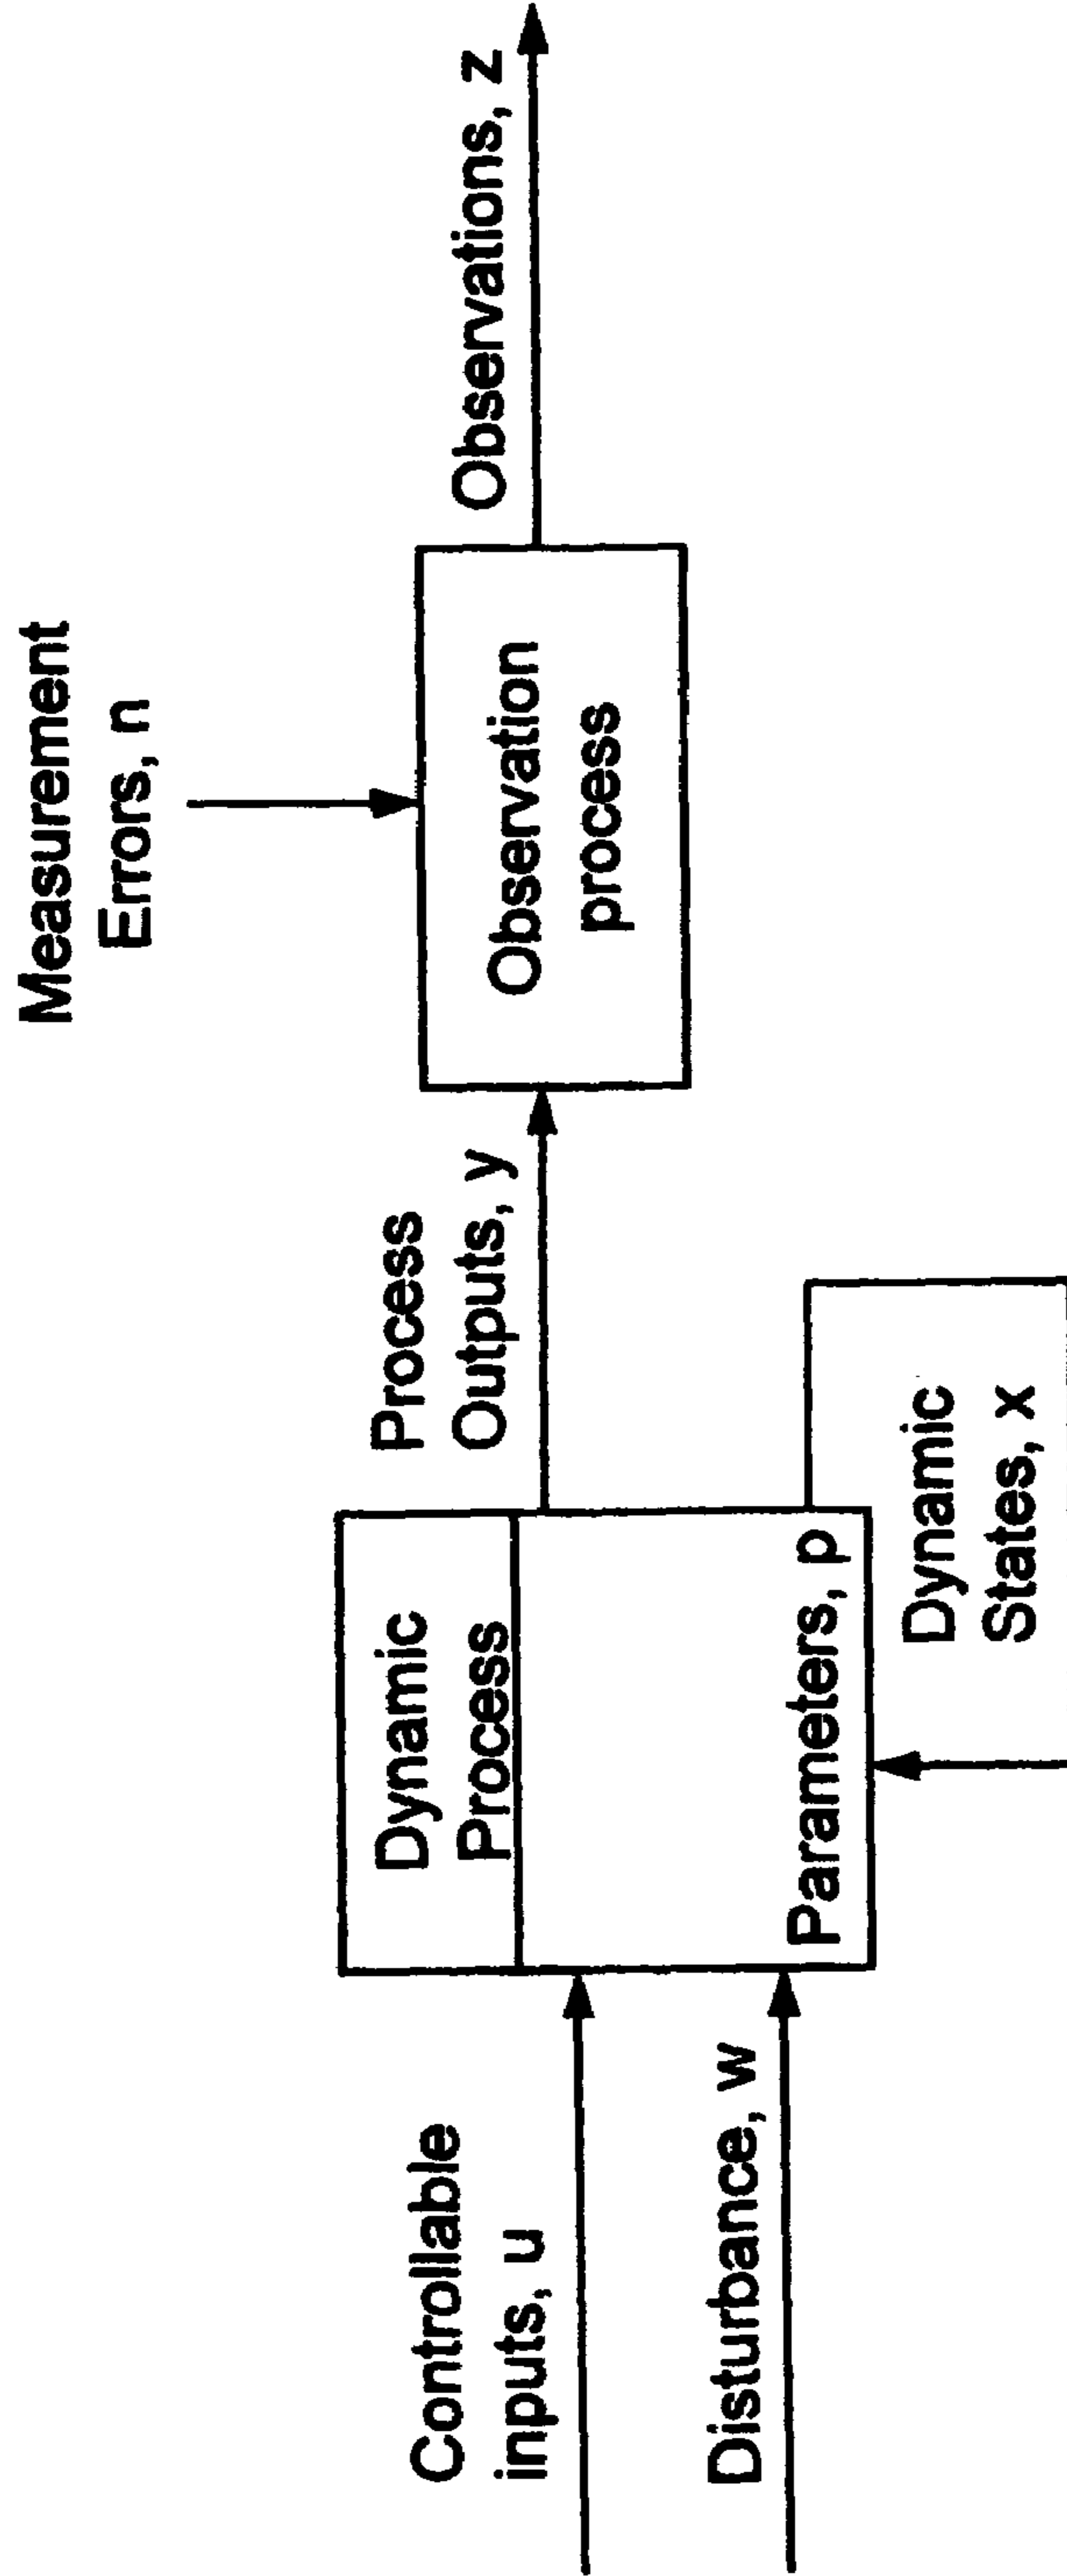 Controllable
inputs, u
Disturbance, w
Dynamic
Process
Parameters, p
Dynamic
States, x
Process
Outputs, y
Measurement
Errors, n
Observation
process
Observations, z